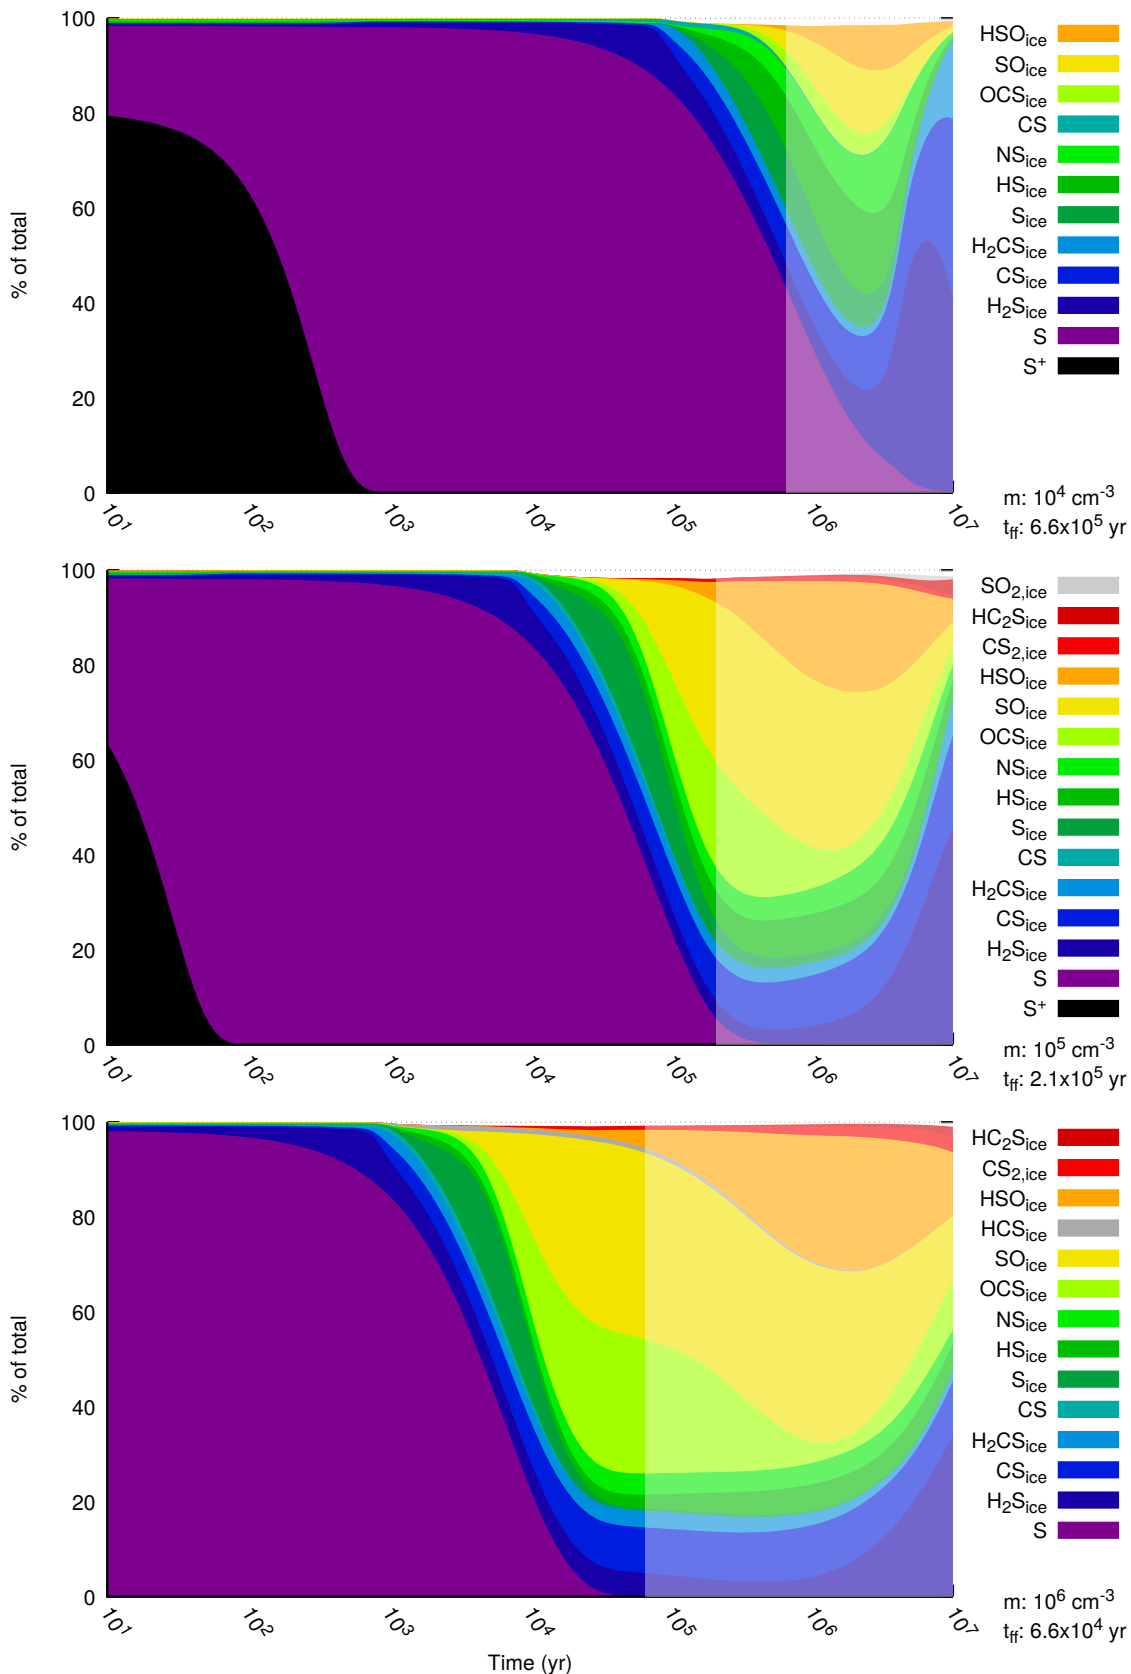 100
80
60
40
20
0
% of total
10¹
10²
10³
10⁴
10⁵
10⁶
10⁷
HSOice
SOice
OCSice
CS
NSice
HSice
Sice
H₂CSice
CSice
H₂Sice
S
S⁺
m: 10⁴ cm⁻³
tff: 6.6x10⁵ yr
100
80
60
40
20
0
% of total
10¹
10²
10³
10⁴
10⁵
10⁶
10⁷
SO₂,ice
HC₂Sice
CS₂,ice
HSOice
SOice
OCSice
NSice
HSice
Sice
CS
H₂CSice
CSice
H₂Sice
S
S⁺
m: 10⁵ cm⁻³
tff: 2.1x10⁵ yr
100
80
60
40
20
0
% of total
10¹
10²
10³
10⁴
10⁵
10⁶
10⁷
Time (yr)
HC₂Sice
CS₂,ice
HSOice
HCSice
SOice
OCSice
NSice
HSice
Sice
CS
H₂CSice
CSice
H₂Sice
S
m: 10⁶ cm⁻³
tff: 6.6x10⁴ yr